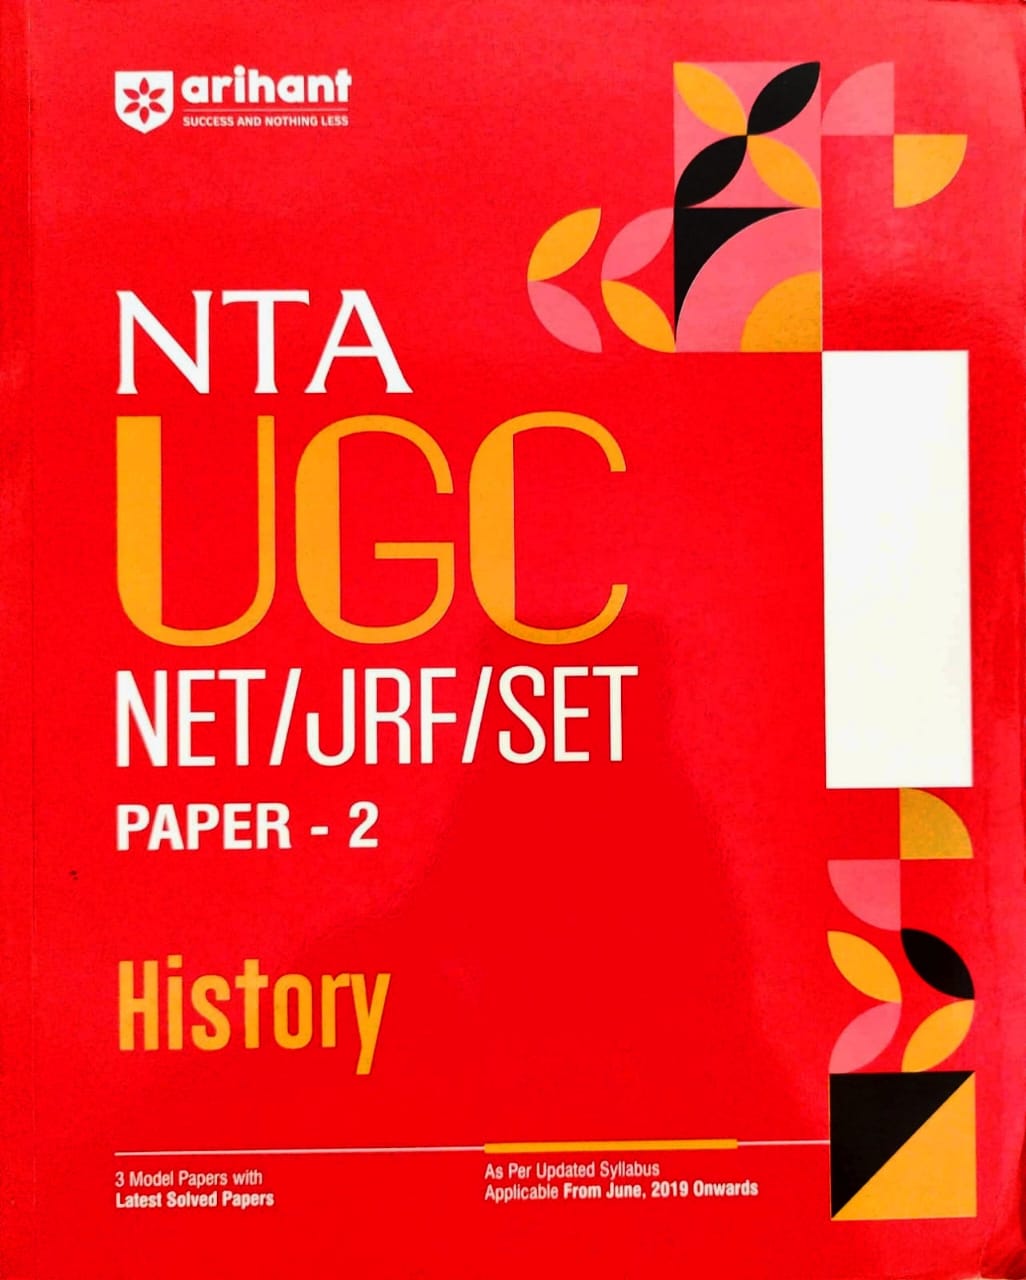 arihant
SUCCESS AND NOTHING LESS
NTA
UGC
NET/JRF/SET
PAPER - 2
History
3 Model Papers with
Latest Solved Papers
As Per Updated Syllabus
Applicable From June, 2019 Onwards